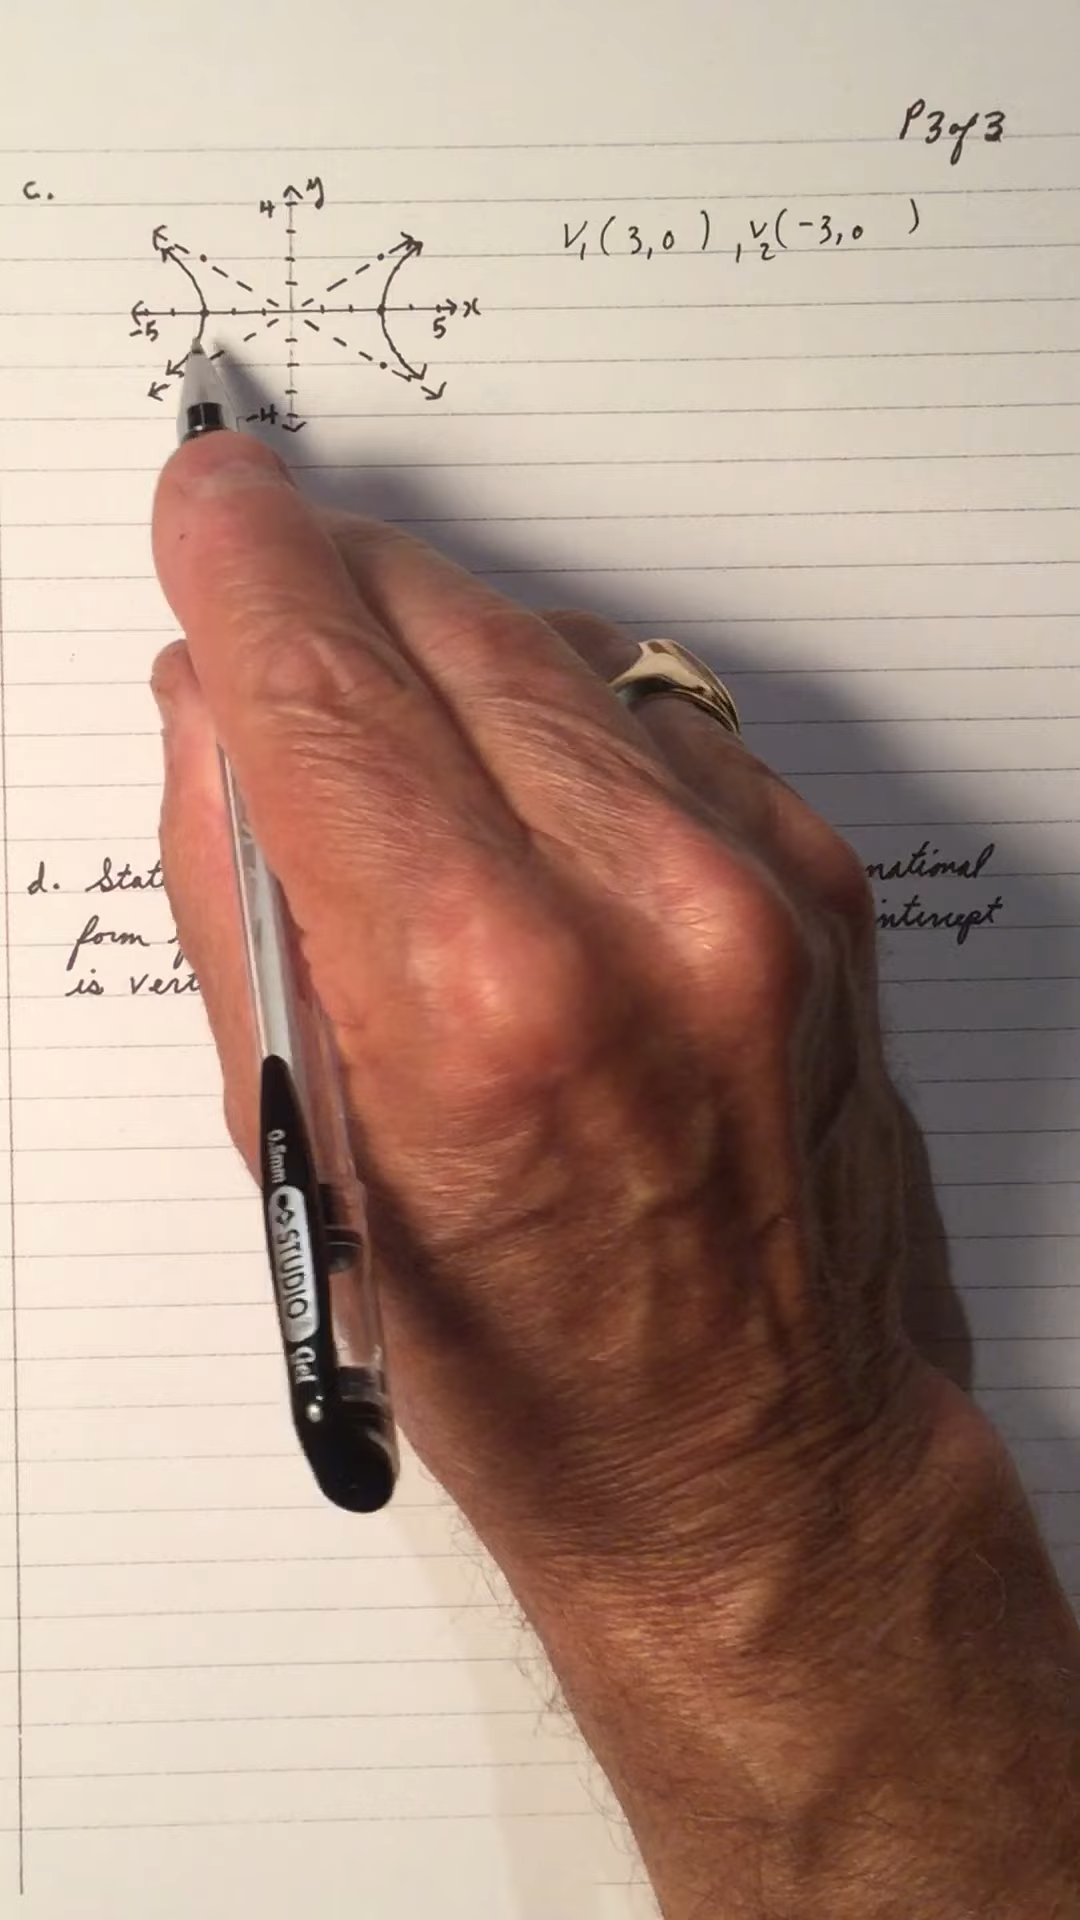 P3of3
c.
y
4
V₁(3,0), V₂(-3,0)
x
-5
5
-4
d. Stat national
form intercept
is vert
0.5mm STUDIO Gel